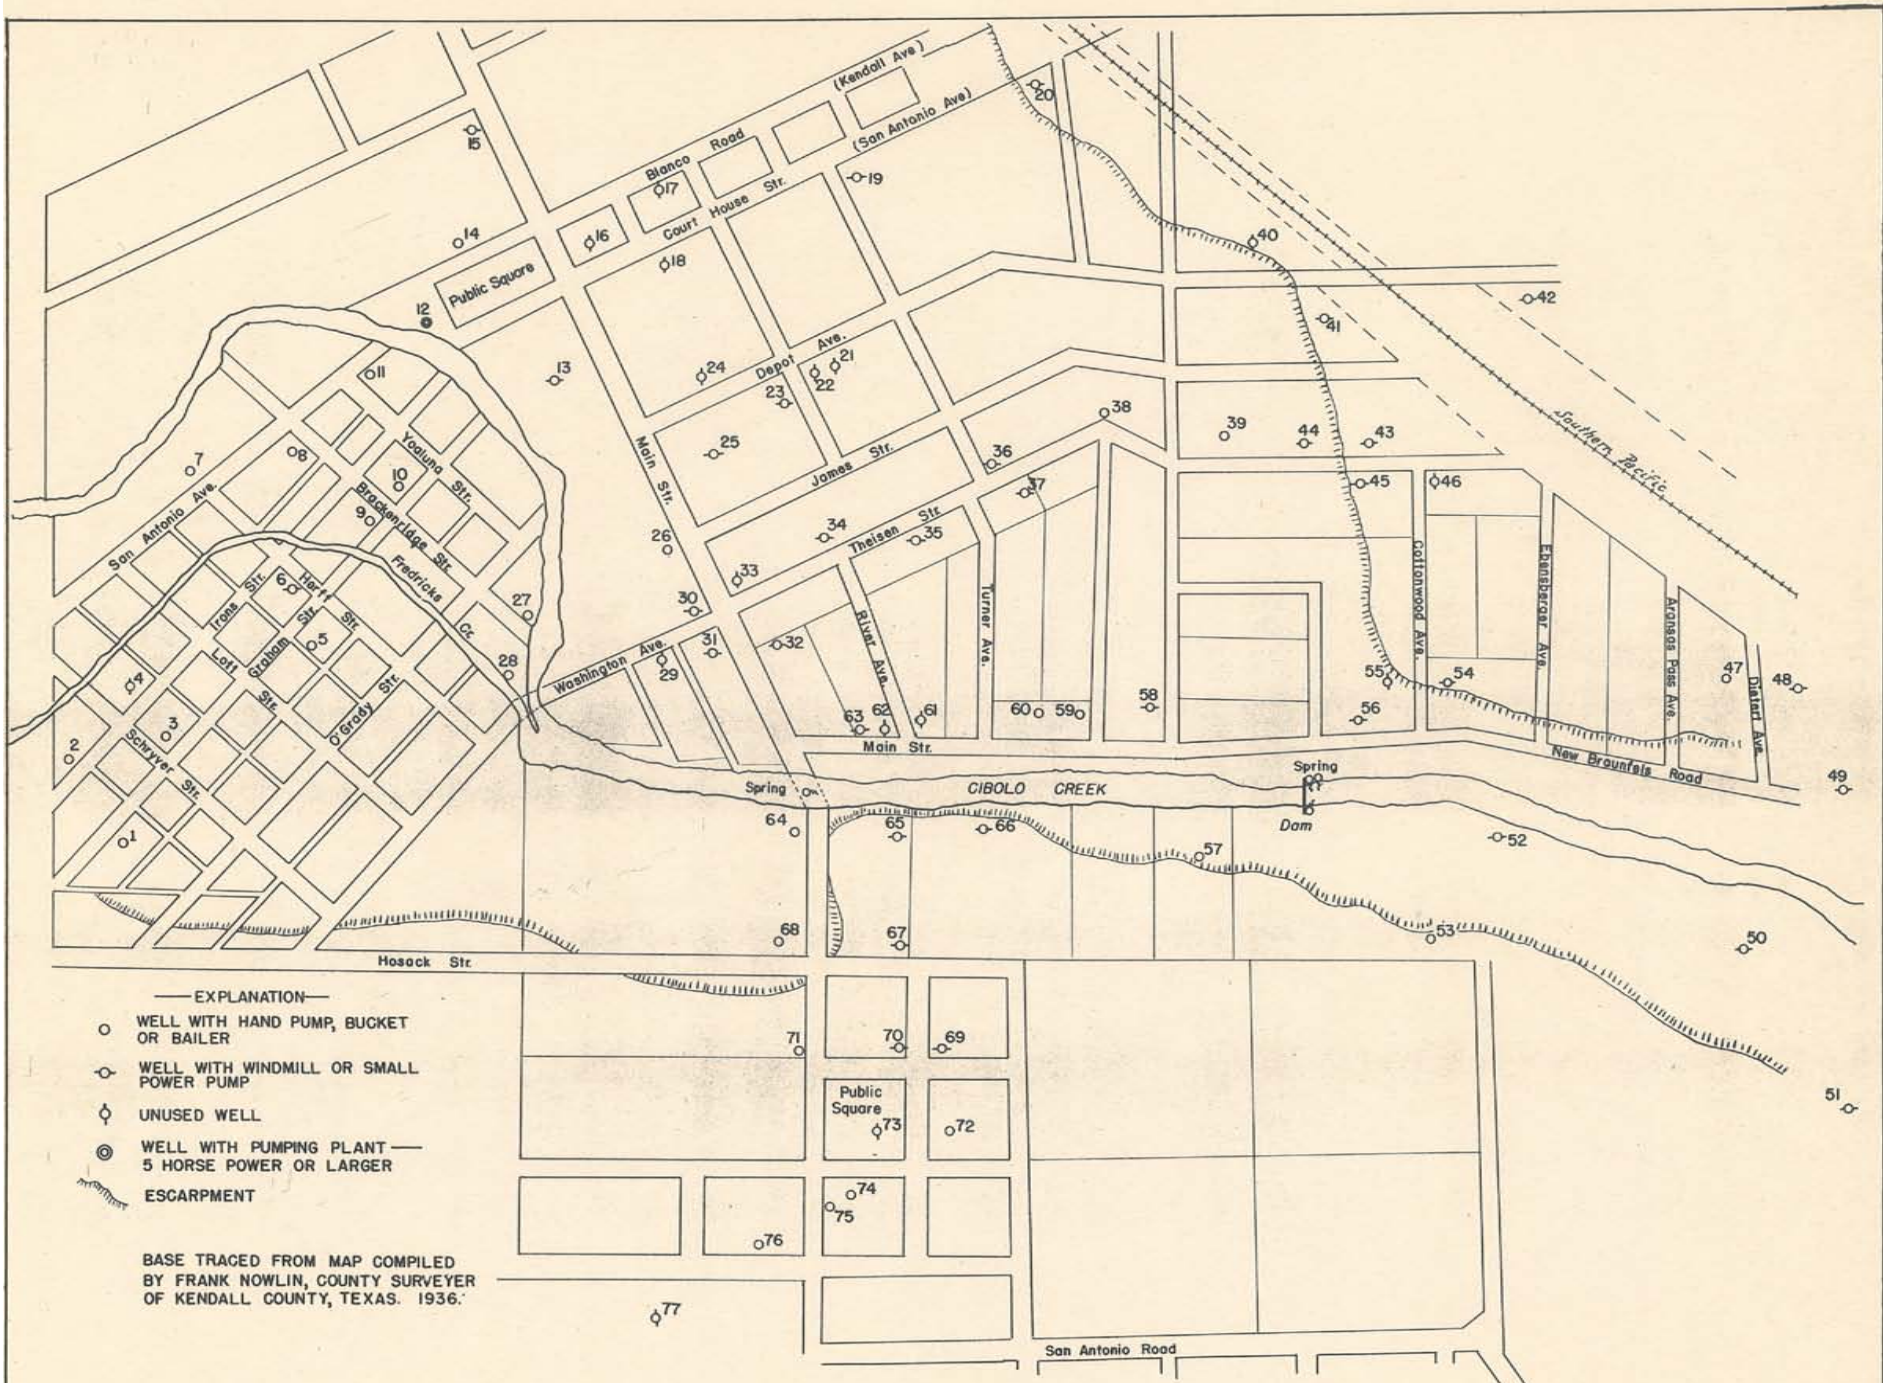 (Kendall Ave)
(San Antonio Ave)
20
15
Blanco Road
17
19
Court House Str.
16
14
40
18
Public Square
42
12
41
13
Depot Ave.
21
22
24
11
23
38
39
44
43
Southern Pacific
25
Main Str.
James Str.
36
Yoaluna Str.
8
7
10
45
46
37
San Antonio Ave.
Brackenridge Str.
9
34
Theisen Str.
35
26
Fredricks Cr.
Cottonwood Ave.
Ebensberger Ave.
33
6
Herff Str.
Irons Str.
27
30
Turner Ave.
Aransas Pass Ave.
River Ave.
5
Graham Str.
Lott Str.
31
32
28
Washington Ave.
29
4
O'Grady Str.
55
54
47
48
Dietert Ave.
58
3
2
63
62
61
60
59
56
Schryver Str.
Main Str.
New Braunfels Road
Spring
49
Spring
CIBOLO CREEK
64
65
66
Dam
52
1
57
68
67
53
50
Hosack Str.
EXPLANATION
WELL WITH HAND PUMP, BUCKET
OR BAILER
71
70
69
WELL WITH WINDMILL OR SMALL
POWER PUMP
Public
Square
51
UNUSED WELL
73
72
WELL WITH PUMPING PLANT —
5 HORSE POWER OR LARGER
ESCARPMENT
74
75
76
BASE TRACED FROM MAP COMPILED
BY FRANK NOWLIN, COUNTY SURVEYER
OF KENDALL COUNTY, TEXAS. 1936.
77
San Antonio Road